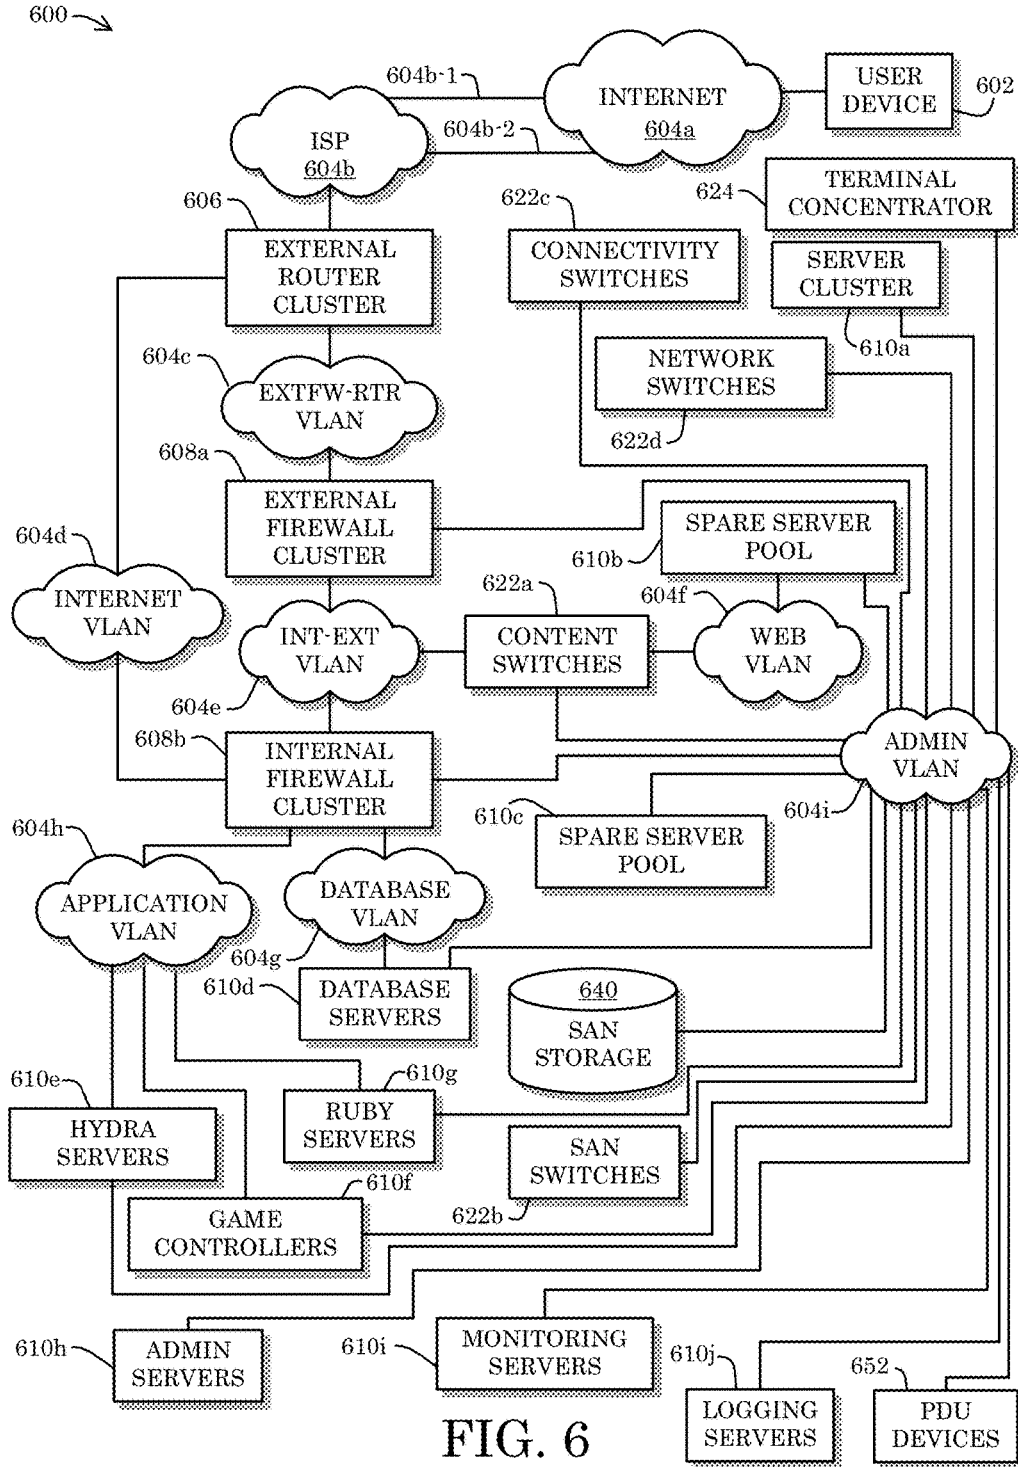 600
604b-1
INTERNET
604a
USER
DEVICE
602
604b-2
ISP
604b
606
622c
624
TERMINAL
CONCENTRATOR
EXTERNAL
ROUTER
CLUSTER
CONNECTIVITY
SWITCHES
SERVER
CLUSTER
610a
604c
EXTFW-RTR
VLAN
NETWORK
SWITCHES
622d
608a
EXTERNAL
FIREWALL
CLUSTER
604d
INTERNET
VLAN
610b
SPARE SERVER
POOL
622a
604f
INT-EXT
VLAN
604e
CONTENT
SWITCHES
WEB
VLAN
608b
INTERNAL
FIREWALL
CLUSTER
ADMIN
VLAN
604i
610c
SPARE SERVER
POOL
604h
APPLICATION
VLAN
DATABASE
VLAN
604g
610d
DATABASE
SERVERS
640
SAN
STORAGE
610e
HYDRA
SERVERS
610g
RUBY
SERVERS
SAN
SWITCHES
622b
610f
GAME
CONTROLLERS
610h
ADMIN
SERVERS
610i
MONITORING
SERVERS
610j
LOGGING
SERVERS
652
PDU
DEVICES
FIG. 6